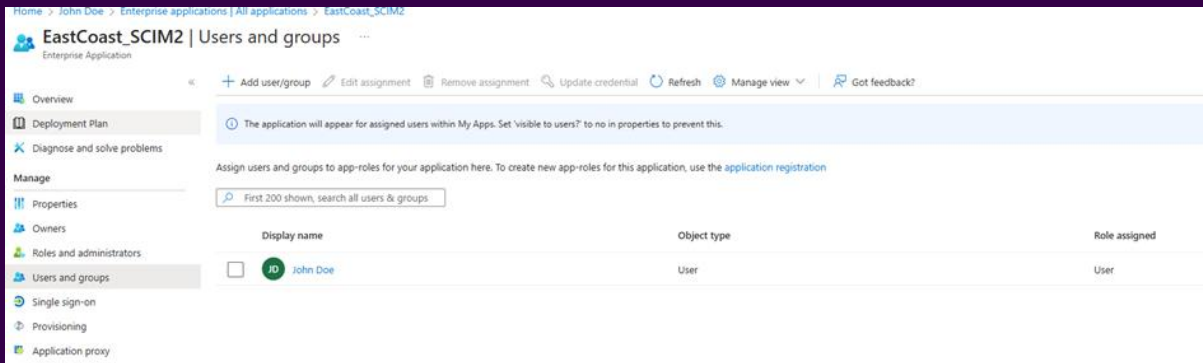 Home > John Doe > Enterprise applications | All applications > EastCoast_SCIM2
EastCoast_SCIM2 | Users and groups ...
Enterprise Application
«
+ Add user/group Edit assignment Remove assignment Update credential Refresh Manage view Got feedback?
Overview
Deployment Plan
Diagnose and solve problems
Manage
Properties
Owners
Roles and administrators
Users and groups
Single sign-on
Provisioning
Application proxy
The application will appear for assigned users within My Apps. Set 'visible to users?' to no in properties to prevent this.
Assign users and groups to app-roles for your application here. To create new app-roles for this application, use the application registration
First 200 shown, search all users & groups
Display name Object type Role assigned
JD John Doe User User